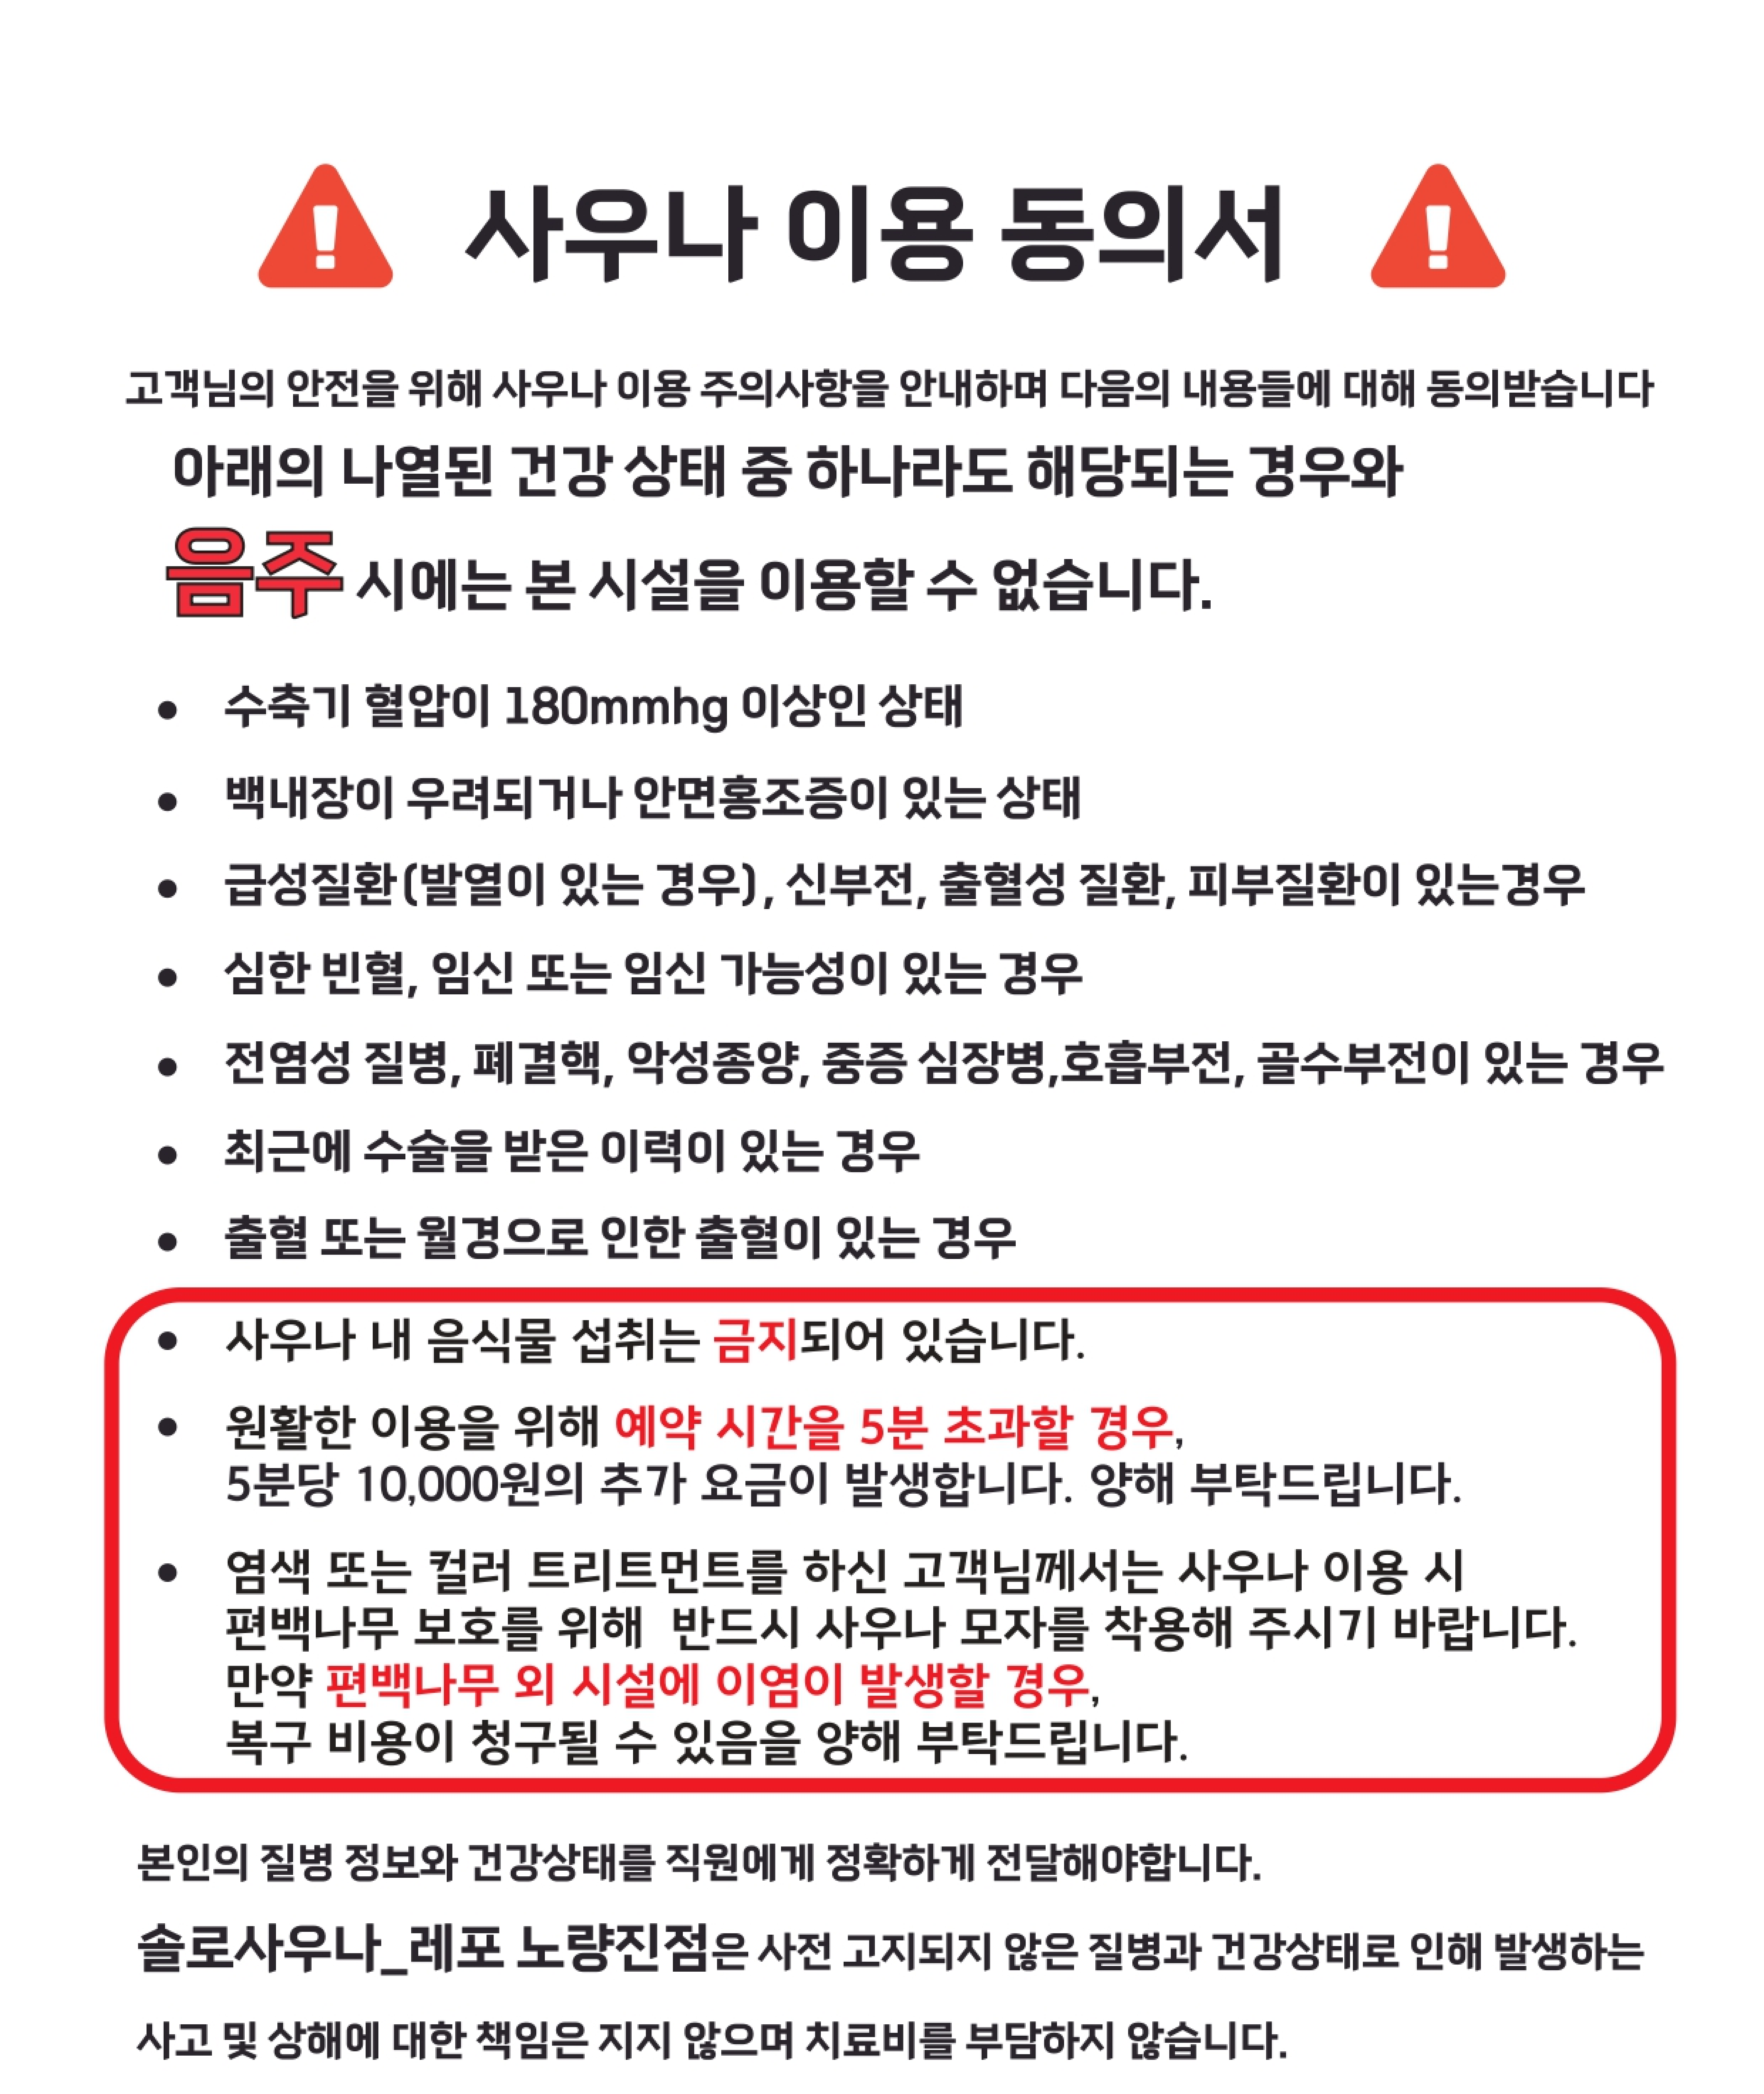 사우나 이용 동의서
고객님의 안전을 위해 사우나 이용 주의사항을 안내하며 다음의 내용들에 대해 동의받습니다
아래의 나열된 건강 상태 중 하나라도 해당되는 경우와
음주 시에는 본 시설을 이용할 수 없습니다.
• 수축기 혈압이 180mmhg 이상인 상태
• 백내장이 우려되거나 안면홍조증이 있는 상태
• 급성질환(발열이 있는 경우), 신부전, 출혈성 질환, 피부질환이 있는경우
• 심한 빈혈, 임신 또는 임신 가능성이 있는 경우
• 전염성 질병, 폐결핵, 악성종양, 중증 심장병,호흡부전, 골수부전이 있는 경우
• 최근에 수술을 받은 이력이 있는 경우
• 출혈 또는 월경으로 인한 출혈이 있는 경우
• 사우나 내 음식물 섭취는 금지되어 있습니다.
• 원활한 이용을 위해 예약 시간을 5분 초과할 경우,
5분당 10,000원의 추가 요금이 발생합니다. 양해 부탁드립니다.
• 염색 또는 컬러 트리트먼트를 하신 고객님께서는 사우나 이용 시
편백나무 보호를 위해 반드시 사우나 모자를 착용해 주시기 바랍니다.
만약 편백나무 외 시설에 이염이 발생할 경우,
복구 비용이 청구될 수 있음을 양해 부탁드립니다.
본인의 질병 정보와 건강상태를 직원에게 정확하게 전달해야합니다.
솔로사우나_레포 노량진점은 사전 고지되지 않은 질병과 건강상태로 인해 발생하는
사고 및 상해에 대한 책임은 지지 않으며 치료비를 부담하지 않습니다.